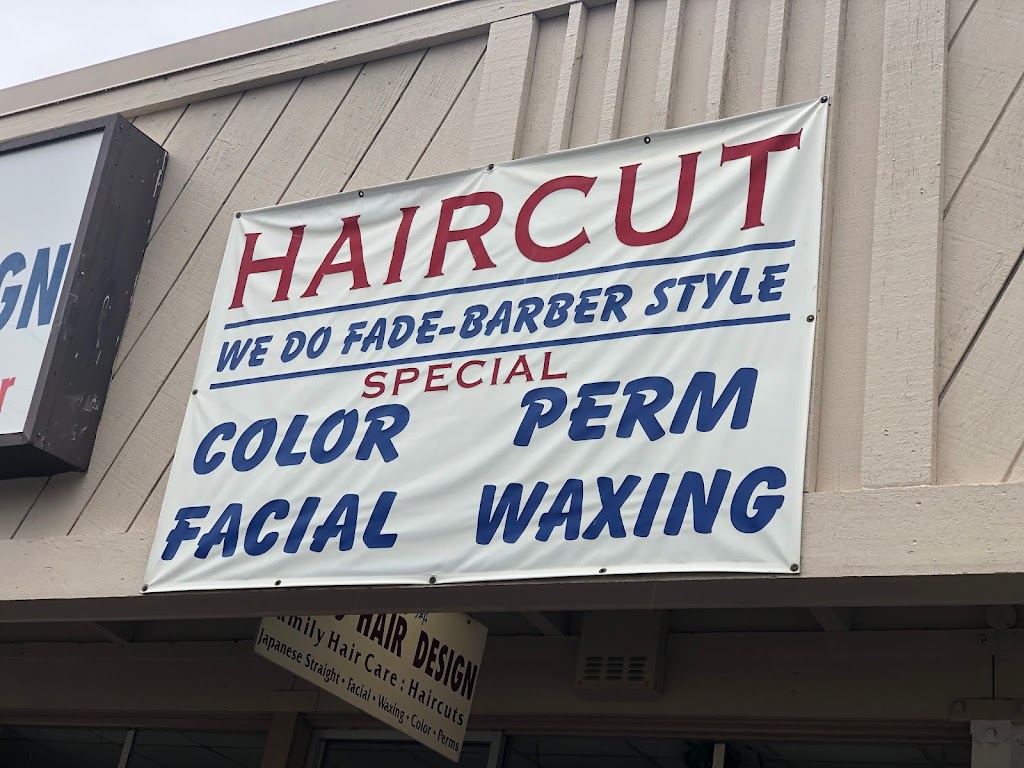 GN
r
HAIRCUT
WE DO FADE-BARBER STYLE
SPECIAL
COLOR PERM
FACIAL WAXING
HAIR DESIGN
Family Hair Care : Haircuts
Japanese Straight • Facial • Waxing • Color • Perms